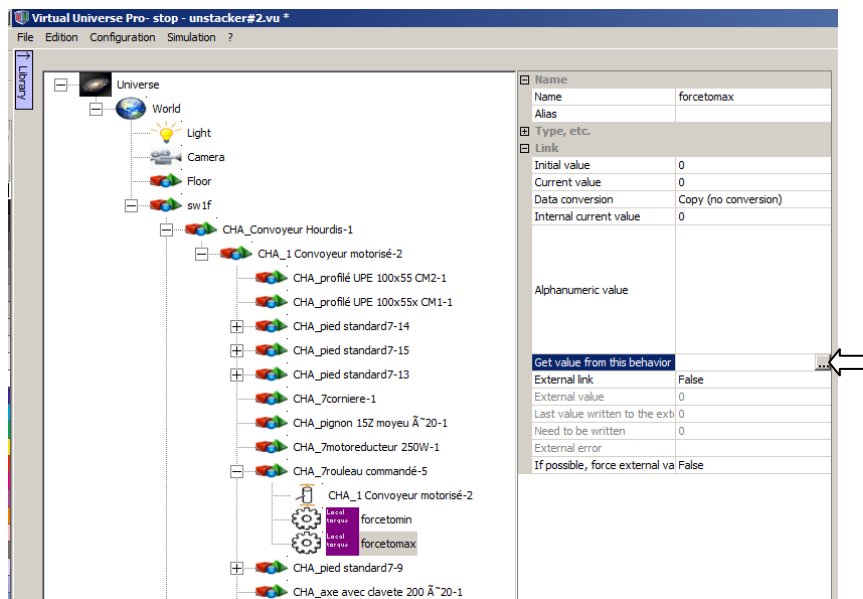 Virtual Universe Pro- stop - unstacker#2.vu *
File Edition Configuration Simulation ?
Library
Universe
World
Light
Camera
Floor
sw1f
CHA_Convoyeur Hourdis-1
CHA_1 Convoyeur motorisé-2
CHA_profilé UPE 100x55 CM2-1
CHA_profilé UPE 100x55x CM1-1
CHA_pied standard7-14
CHA_pied standard7-15
CHA_pied standard7-13
CHA_7corniere-1
CHA_pignon 15Z moyeu Ã˜20-1
CHA_7motoreducteur 250W-1
CHA_7rouleau commandé-5
CHA_1 Convoyeur motorisé-2
Local torque forcetomin
Local torque forcetomax
CHA_pied standard7-9
CHA_axe avec clavete 200 Ã˜20-1
Name
Name forcetomax
Alias
Type, etc.
Link
Initial value 0
Current value 0
Data conversion Copy (no conversion)
Internal current value 0
Alphanumeric value
Get value from this behavior ...
External link False
External value 0
Last value written to the exte 0
Need to be written 0
External error
If possible, force external va False